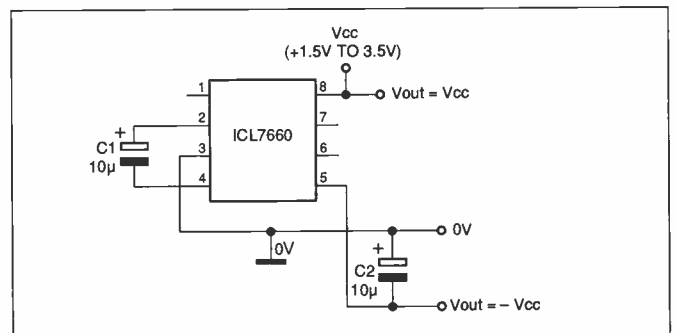 Vcc
(+1.5V TO 3.5V)
1
8
Vout = Vcc
2
7
+
C1
10µ
ICL7660
3
6
4
5
0V
0V
+
C2
10µ
Vout = – Vcc